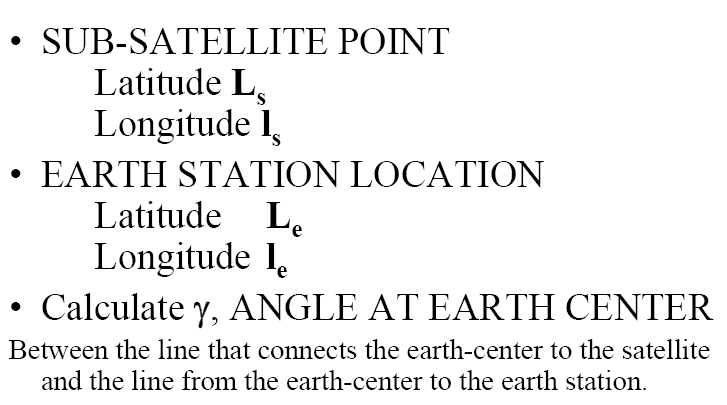 • SUB-SATELLITE POINT
Latitude Ls
Longitude ls
• EARTH STATION LOCATION
Latitude Le
Longitude le
• Calculate γ, ANGLE AT EARTH CENTER
Between the line that connects the earth-center to the satellite
and the line from the earth-center to the earth station.